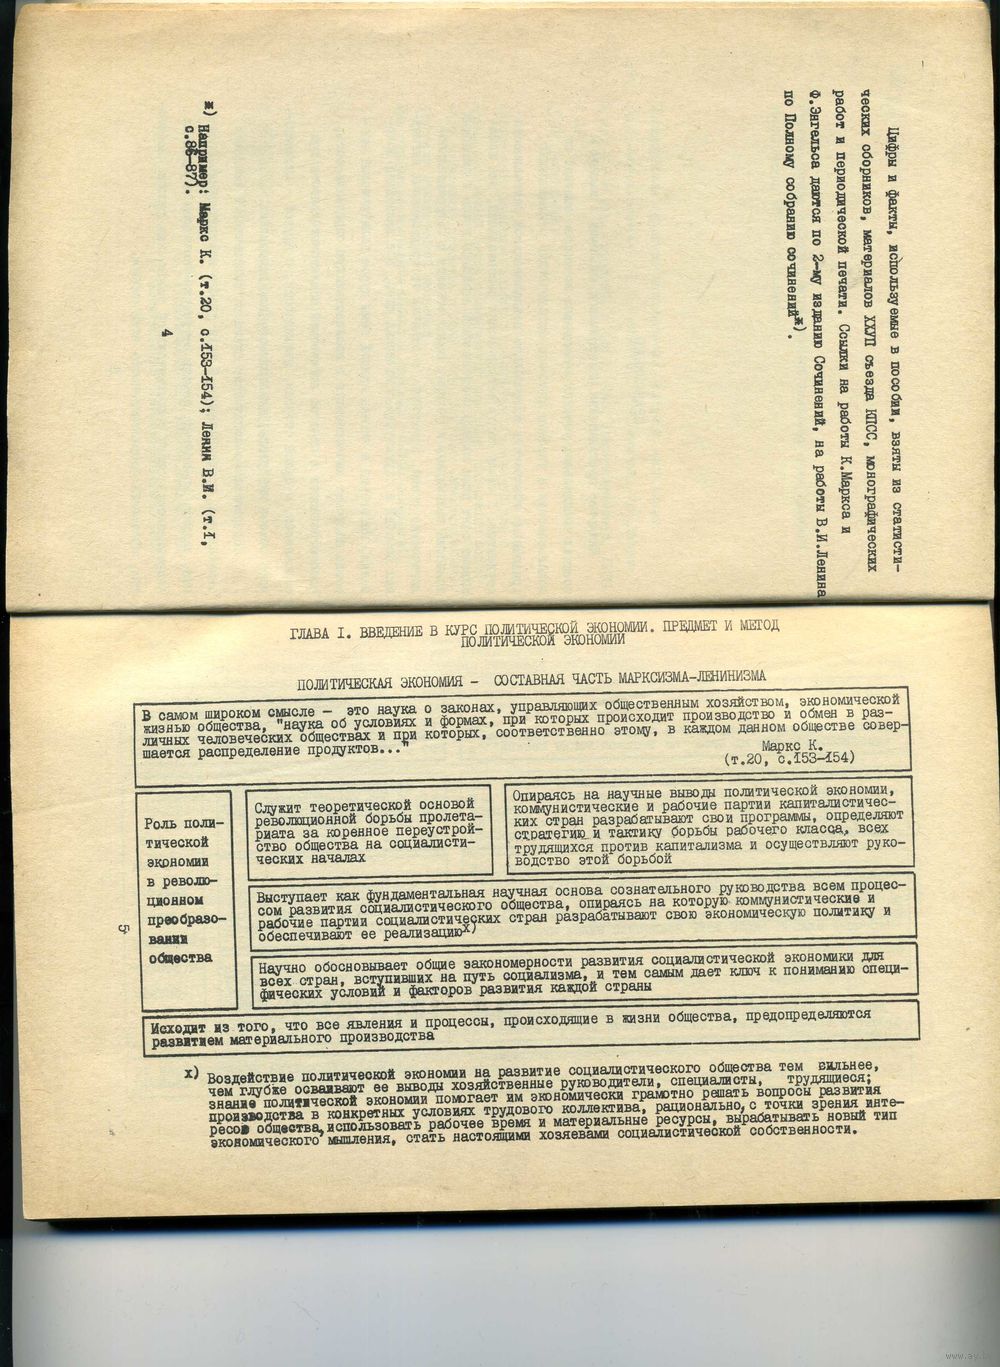 Цифры и факты, используемые в пособии, взяты из статисти-
ческих сборников, материалов ХХУП съезда КПСС, монографических
работ и периодической печати. Ссылки на работы К.Маркса и
Ф.Энгельса даются по 2-му изданию Сочинений, на работы В.И.Ленина
по Полному собранию сочинений ж).
ж) Например: Маркс К. (т.20, с.153-154); Ленин В.И. (т.I,
с.86-87).
4
ГЛАВА I. ВВЕДЕНИЕ В КУРС ПОЛИТИЧЕСКОЙ ЭКОНОМИИ. ПРЕДМЕТ И МЕТОД
ПОЛИТИЧЕСКОЙ ЭКОНОМИИ
ПОЛИТИЧЕСКАЯ ЭКОНОМИЯ - СОСТАВНАЯ ЧАСТЬ МАРКСИЗМА-ЛЕНИНИЗМА
В самом широком смысле - это наука о законах, управляющих общественным хозяйством, экономической
жизнью общества, "наука об условиях и формах, при которых происходит производство и обмен в раз-
личных человеческих обществах и при которых, соответственно этому, в каждом данном обществе совер-
шается распределение продуктов..."
Маркс К.
(т.20, с.153-154)
Роль поли-
тической
экономии
в револю-
ционном
преобразо-
вании
общества
Служит теоретической основой
революционной борьбы пролета-
риата за коренное переустрой-
ство общества на социалисти-
ческих началах
Опираясь на научные выводы политической экономии,
коммунистические и рабочие партии капиталистичес-
ких стран разрабатывают свои программы, определяют
стратегию и тактику борьбы рабочего класса, всех
трудящихся против капитализма и осуществляют руко-
водство этой борьбой
Выступает как фундаментальная научная основа сознательного руководства всем процес-
сом развития социалистического общества, опираясь на которую коммунистические и
рабочие партии социалистических стран разрабатывают свою экономическую политику и
обеспечивают ее реализацию х)
Научно обосновывает общие закономерности развития социалистической экономики для
всех стран, вступивших на путь социализма, и тем самым дает ключ к пониманию специ-
фических условий и факторов развития каждой страны
Исходит из того, что все явления и процессы, происходящие в жизни общества, предопределяются
развитием материального производства
х) Воздействие политической экономии на развитие социалистического общества тем сильнее,
чем глубже осваивают ее выводы хозяйственные руководители, специалисты, трудящиеся;
знание политической экономии помогает им экономически грамотно решать вопросы развития
производства в конкретных условиях трудового коллектива, рационально, с точки зрения инте-
ресов общества, использовать рабочее время и материальные ресурсы, вырабатывать новый тип
экономического мышления, стать настоящими хозяевами социалистической собственности.
5